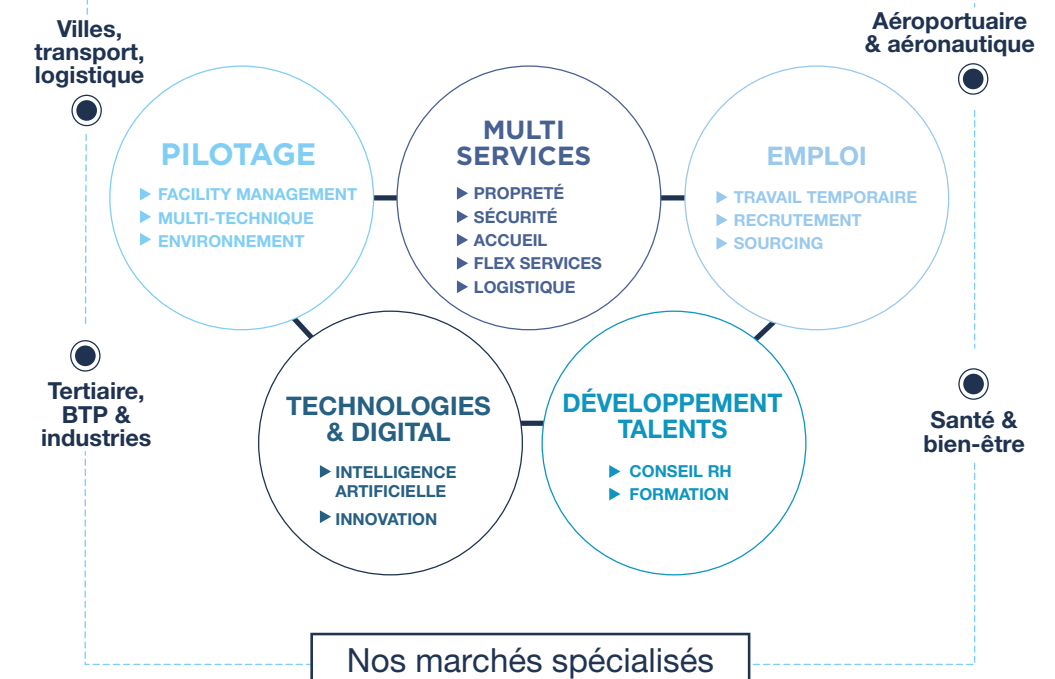 Villes,
transport,
logistique
Aéroportuaire
& aéronautique
PILOTAGE
FACILITY MANAGEMENT
MULTI-TECHNIQUE
ENVIRONNEMENT
MULTI
SERVICES
PROPRETÉ
SÉCURITÉ
ACCUEIL
FLEX SERVICES
LOGISTIQUE
EMPLOI
TRAVAIL TEMPORAIRE
RECRUTEMENT
SOURCING
Tertiaire,
BTP &
industries
TECHNOLOGIES
& DIGITAL
INTELLIGENCE
ARTIFICIELLE
INNOVATION
DÉVELOPPEMENT
TALENTS
CONSEIL RH
FORMATION
Santé &
bien-être
Nos marchés spécialisés